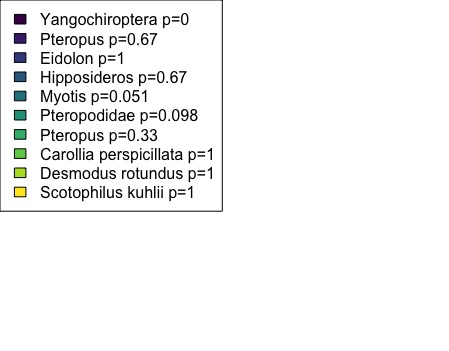 Yangochiroptera p=0
Pteropus p=0.67
Eidolon p=1
Hipposideros p=0.67
Myotis p=0.051
Pteropodidae p=0.098
Pteropus p=0.33
Carollia perspicillata p=1
Desmodus rotundus p=1
Scotophilus kuhlii p=1